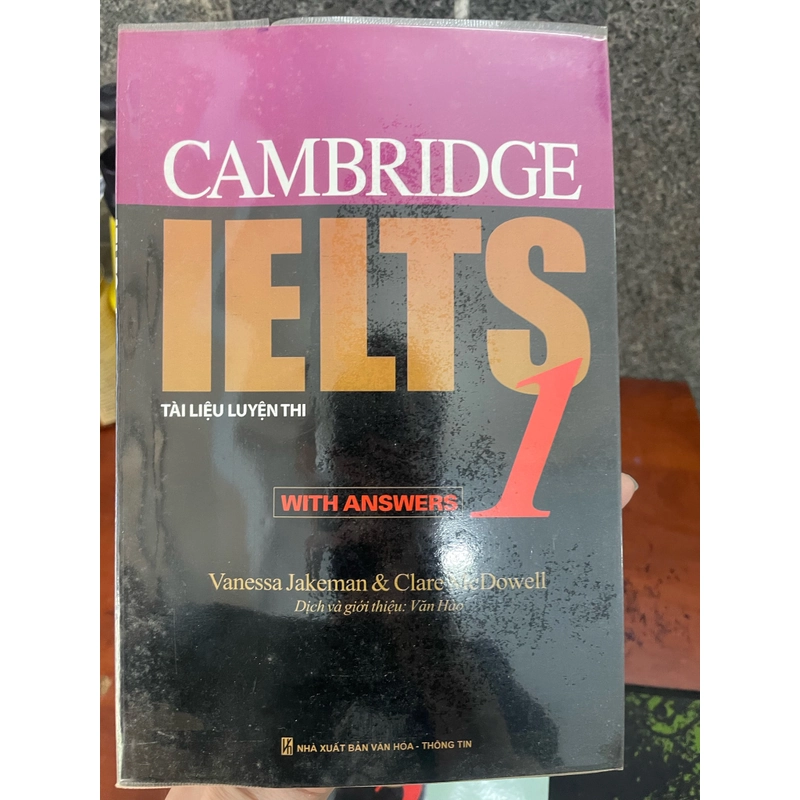 CAMBRIDGE
IELTS
TÀI LIỆU LUYỆN THI
1
WITH ANSWERS
Vanessa Jakeman & Clare McDowell
Dịch và giới thiệu: Văn Hào
NHÀ XUẤT BẢN VĂN HÓA - THÔNG TIN